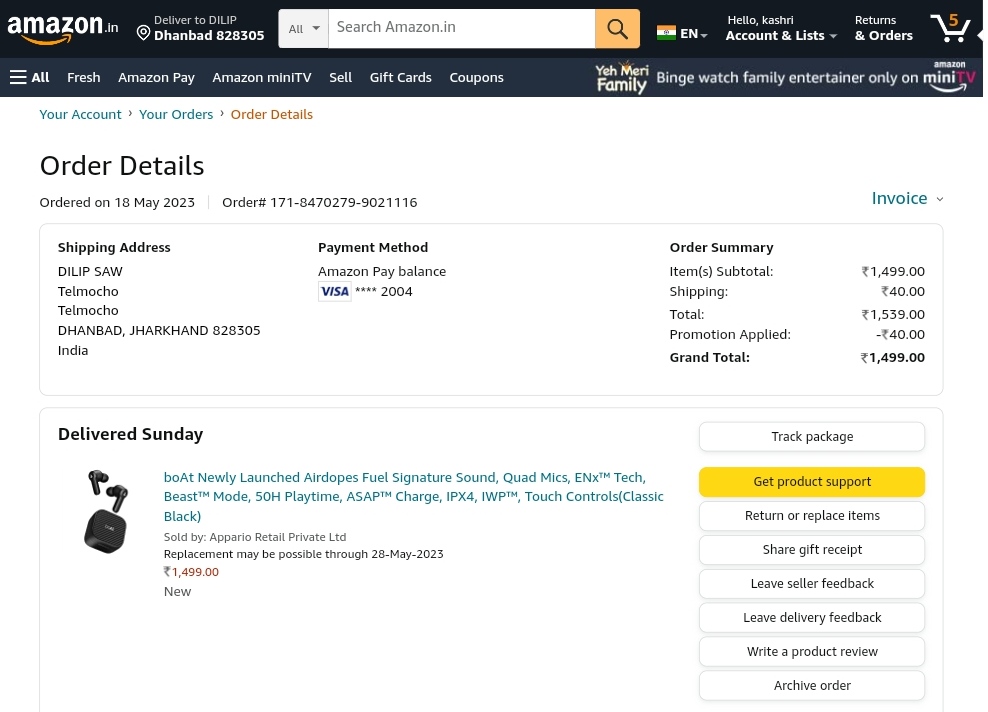 amazon.in
Deliver to DILIP
Dhanbad 828305
All
Search Amazon.in
EN
Hello, kashri
Account & Lists
Returns
& Orders
5
All Fresh Amazon Pay Amazon miniTV Sell Gift Cards Coupons
Yeh Meri
Family
Binge watch family entertainer only on
amazon
miniTV
Your Account › Your Orders › Order Details
Order Details
Ordered on 18 May 2023 Order# 171-8470279-9021116
Invoice
Shipping Address
DILIP SAW
Telmocho
Telmocho
DHANBAD, JHARKHAND 828305
India
Payment Method
Amazon Pay balance
VISA **** 2004
Order Summary
Item(s) Subtotal: ₹1,499.00
Shipping: ₹40.00
Total: ₹1,539.00
Promotion Applied: -₹40.00
Grand Total: ₹1,499.00
Delivered Sunday
boAt Newly Launched Airdopes Fuel Signature Sound, Quad Mics, ENx™ Tech,
Beast™ Mode, 50H Playtime, ASAP™ Charge, IPX4, IWP™, Touch Controls(Classic
Black)
Sold by: Appario Retail Private Ltd
Replacement may be possible through 28-May-2023
₹1,499.00
New
Track package
Get product support
Return or replace items
Share gift receipt
Leave seller feedback
Leave delivery feedback
Write a product review
Archive order